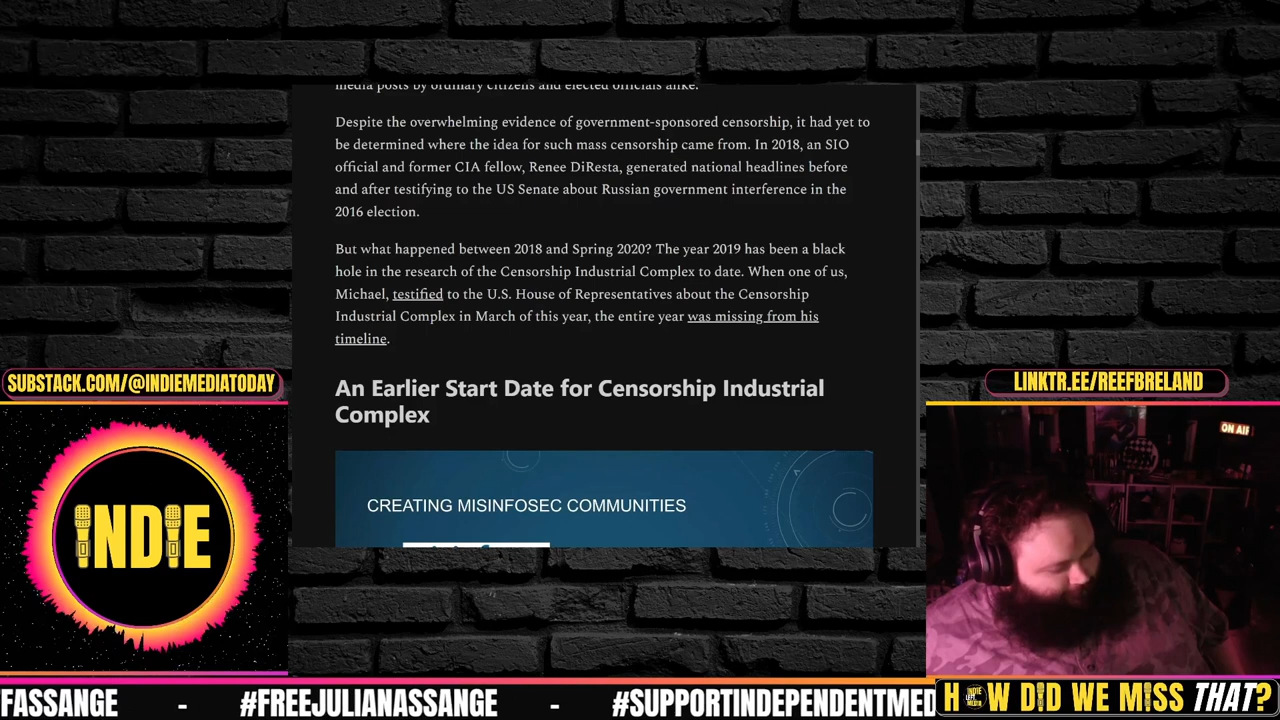 media posts by ordinary citizens and elected officials alike.
Despite the overwhelming evidence of government-sponsored censorship, it had yet to
be determined where the idea for such mass censorship came from. In 2018, an SIO
official and former CIA fellow, Renee DiResta, generated national headlines before
and after testifying to the US Senate about Russian government interference in the
2016 election.
But what happened between 2018 and Spring 2020? The year 2019 has been a black
hole in the research of the Censorship Industrial Complex to date. When one of us,
Michael, testified to the U.S. House of Representatives about the Censorship
Industrial Complex in March of this year, the entire year was missing from his
timeline.
An Earlier Start Date for Censorship Industrial
Complex
CREATING MISINFOSEC COMMUNITIES
SUBSTACK.COM/@INDIEMEDIATODAY
INDIE
LINKTR.EE/REEFBRELAND
ON AIR
FASSANGE - #FREEJULIANASSANGE - #SUPPORTINDEPENDENTMED
HOW DID WE MISS THAT?